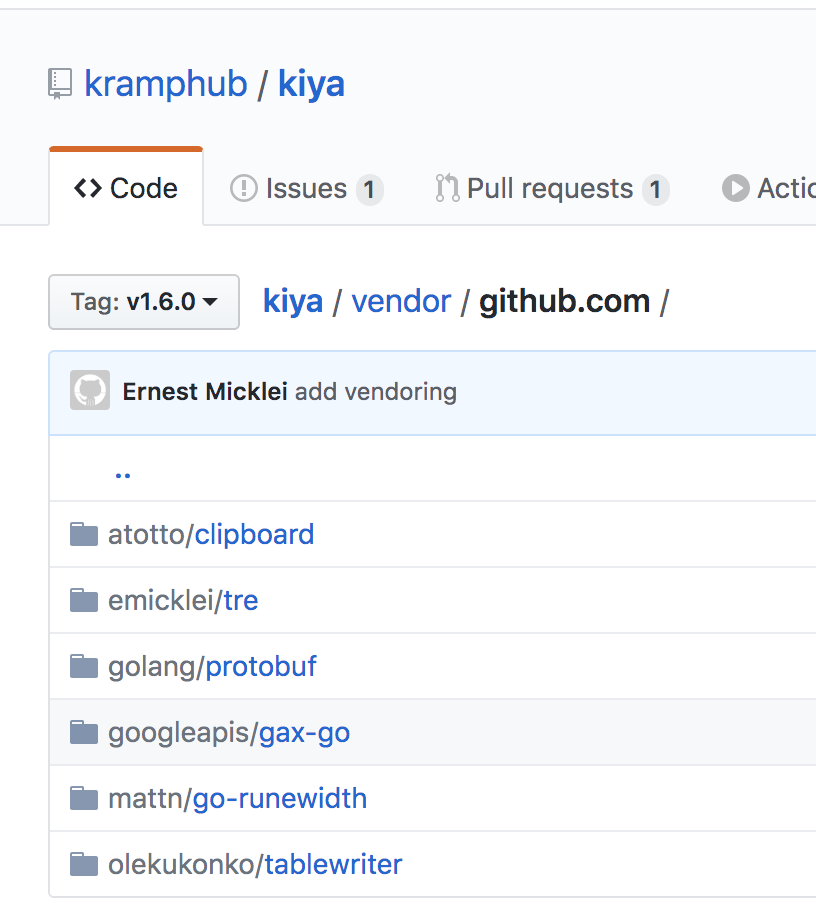 kramphub / kiya
Code Issues 1 Pull requests 1 Actic
Tag: v1.6.0 kiya / vendor / github.com /
Ernest Micklei add vendoring
..
atotto/clipboard
emicklei/tre
golang/protobuf
googleapis/gax-go
mattn/go-runewidth
olekukonko/tablewriter